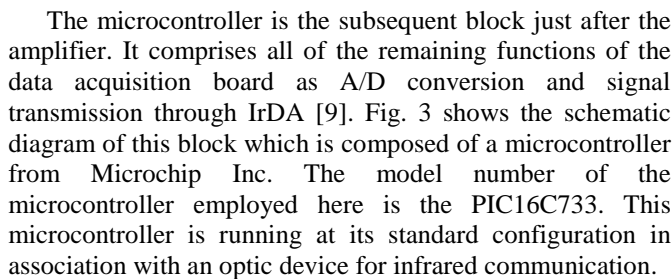 The microcontroller is the subsequent block just after the
amplifier. It comprises all of the remaining functions of the
data acquisition board as A/D conversion and signal
transmission through IrDA [9]. Fig. 3 shows the schematic
diagram of this block which is composed of a microcontroller
from Microchip Inc. The model number of the
microcontroller employed here is the PIC16C733. This
microcontroller is running at its standard configuration in
association with an optic device for infrared communication.